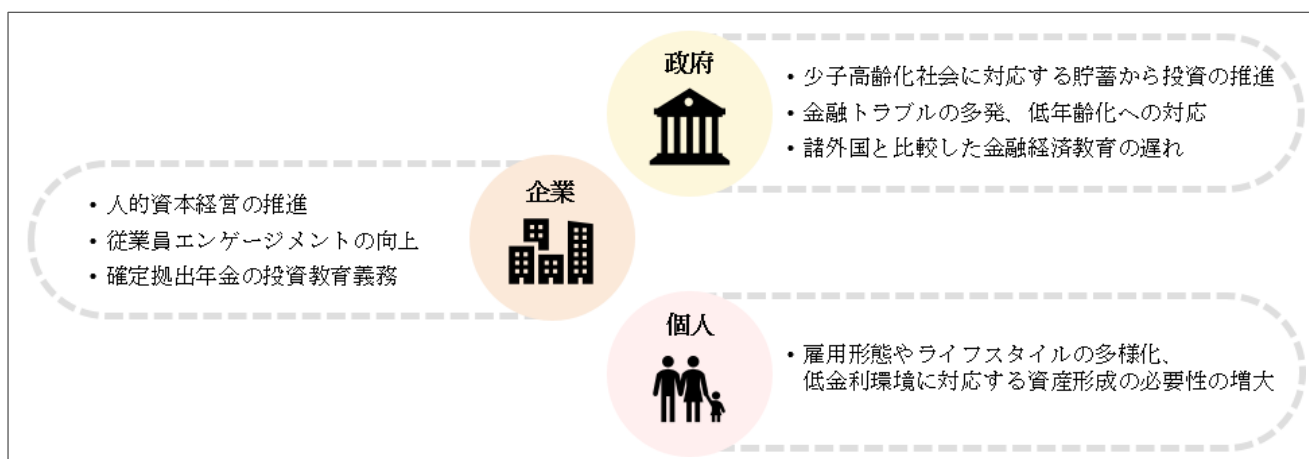 政府
・少子高齢化社会に対応する貯蓄から投資の推進
・金融トラブルの多発、低年齢化への対応
・諸外国と比較した金融経済教育の遅れ
企業
・人的資本経営の推進
・従業員エンゲージメントの向上
・確定拠出年金の投資教育義務
個人
・雇用形態やライフスタイルの多様化、
低金利環境に対応する資産形成の必要性の増大